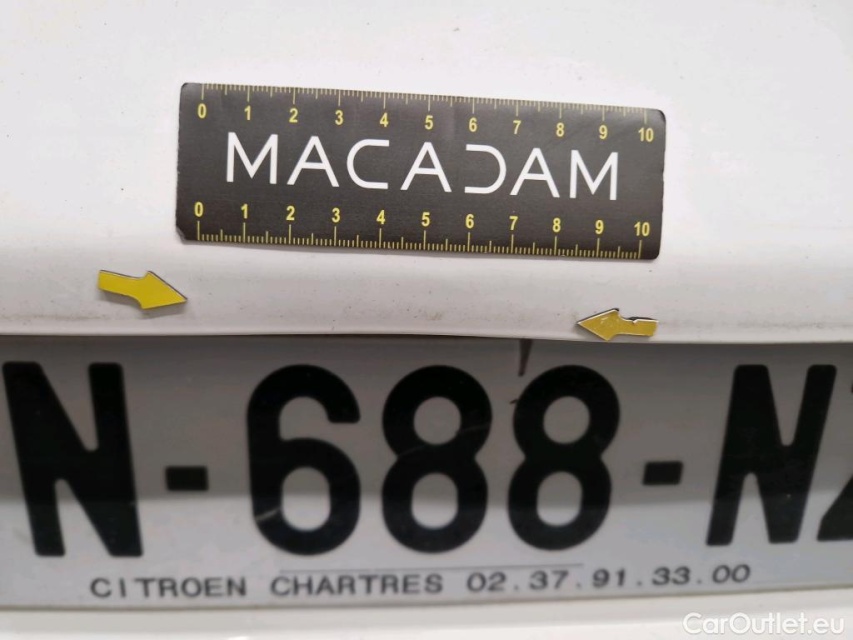 0 1 2 3 4 5 6 7 8 9 10
MACADAM
0 1 2 3 4 5 6 7 8 9 10
N-688-N
CITROEN CHARTRES 02.37.91.33.00
CarOutlet.eu